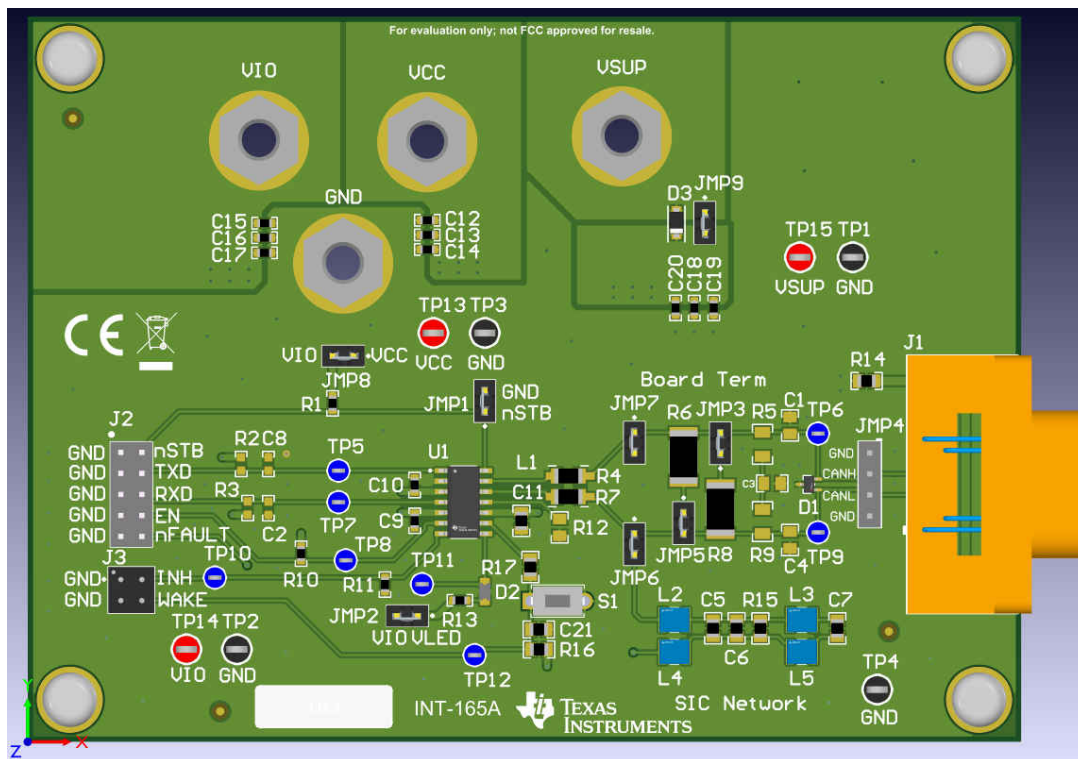 For evaluation only; not FCC approved for resale.
VIO
VCC
VSUP
GND
D3
JMP9
C15
C16
C17
C12
C13
C14
TP15
TP1
VSUP
GND
C20
C18
C19
TP13
TP3
VCC
GND
CE
VIO
VCC
JMP8
J1
R14
R1
JMP1
GND
nSTB
Board Term
JMP7
R6
JMP3
R5
C1
TP6
JMP4
J2
GND nSTB
GND TXD
GND RXD
GND EN
GND nFAULT
R2
C8
TP5
U1
C10
L1
R4
R7
C3
GND
CANH
CANL
GND
D1
R3
C2
TP7
C9
C11
R12
JMP5
R8
R9
C4
TP9
TP8
R10
TP11
R11
R17
JMP6
J3
TP10
GND INH
GND WAKE
D2
S1
L2
C5
R15
L3
C7
JMP2
R13
VIO VLED
C21
R16
TP14
TP2
VIO
GND
TP12
L4
C6
L5
TP4
GND
SIC Network
INT-165A
TEXAS
INSTRUMENTS
Y
X
Z